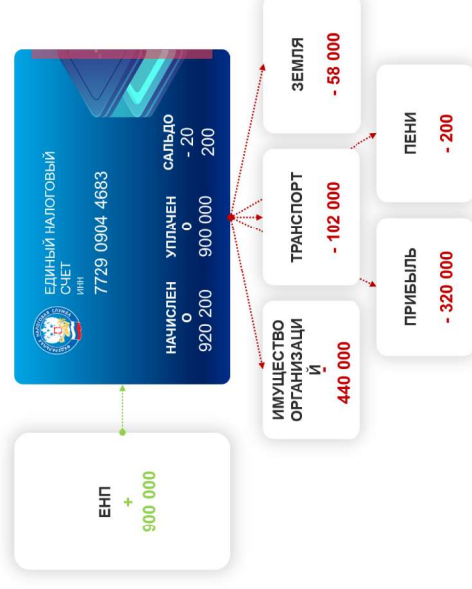 ЕНП
+
900 000
ЕДИНЫЙ НАЛОГОВЫЙ
СЧЕТ
ИНН
7729 0904 4683
НАЧИСЛЕН
О
920 200
УПЛАЧЕН
О
900 000
САЛЬДО
- 20
200
ИМУЩЕСТВО
ОРГАНИЗАЦИ
Й
-
440 000
ТРАНСПОРТ
- 102 000
ЗЕМЛЯ
- 58 000
ПРИБЫЛЬ
- 320 000
ПЕНИ
- 200